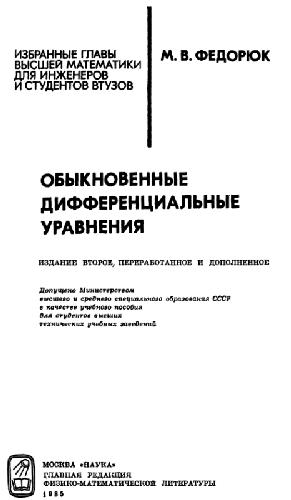 ИЗБРАННЫЕ ГЛАВЫ
ВЫСШЕЙ МАТЕМАТИКИ
ДЛЯ ИНЖЕНЕРОВ
И СТУДЕНТОВ ВТУЗОВ
М. В. ФЕДОРЮК
ОБЫКНОВЕННЫЕ
ДИФФЕРЕНЦИАЛЬНЫЕ
УРАВНЕНИЯ
ИЗДАНИЕ ВТОРОЕ, ПЕРЕРАБОТАННОЕ И ДОПОЛНЕННОЕ
Допущено Министерством
высшего и среднего специального образования СССР
в качестве учебного пособия
для студентов высших
технических учебных заведений
МОСКВА «НАУКА»
ГЛАВНАЯ РЕДАКЦИЯ
ФИЗИКО-МАТЕМАТИЧЕСКОЙ ЛИТЕРАТУРЫ
1985